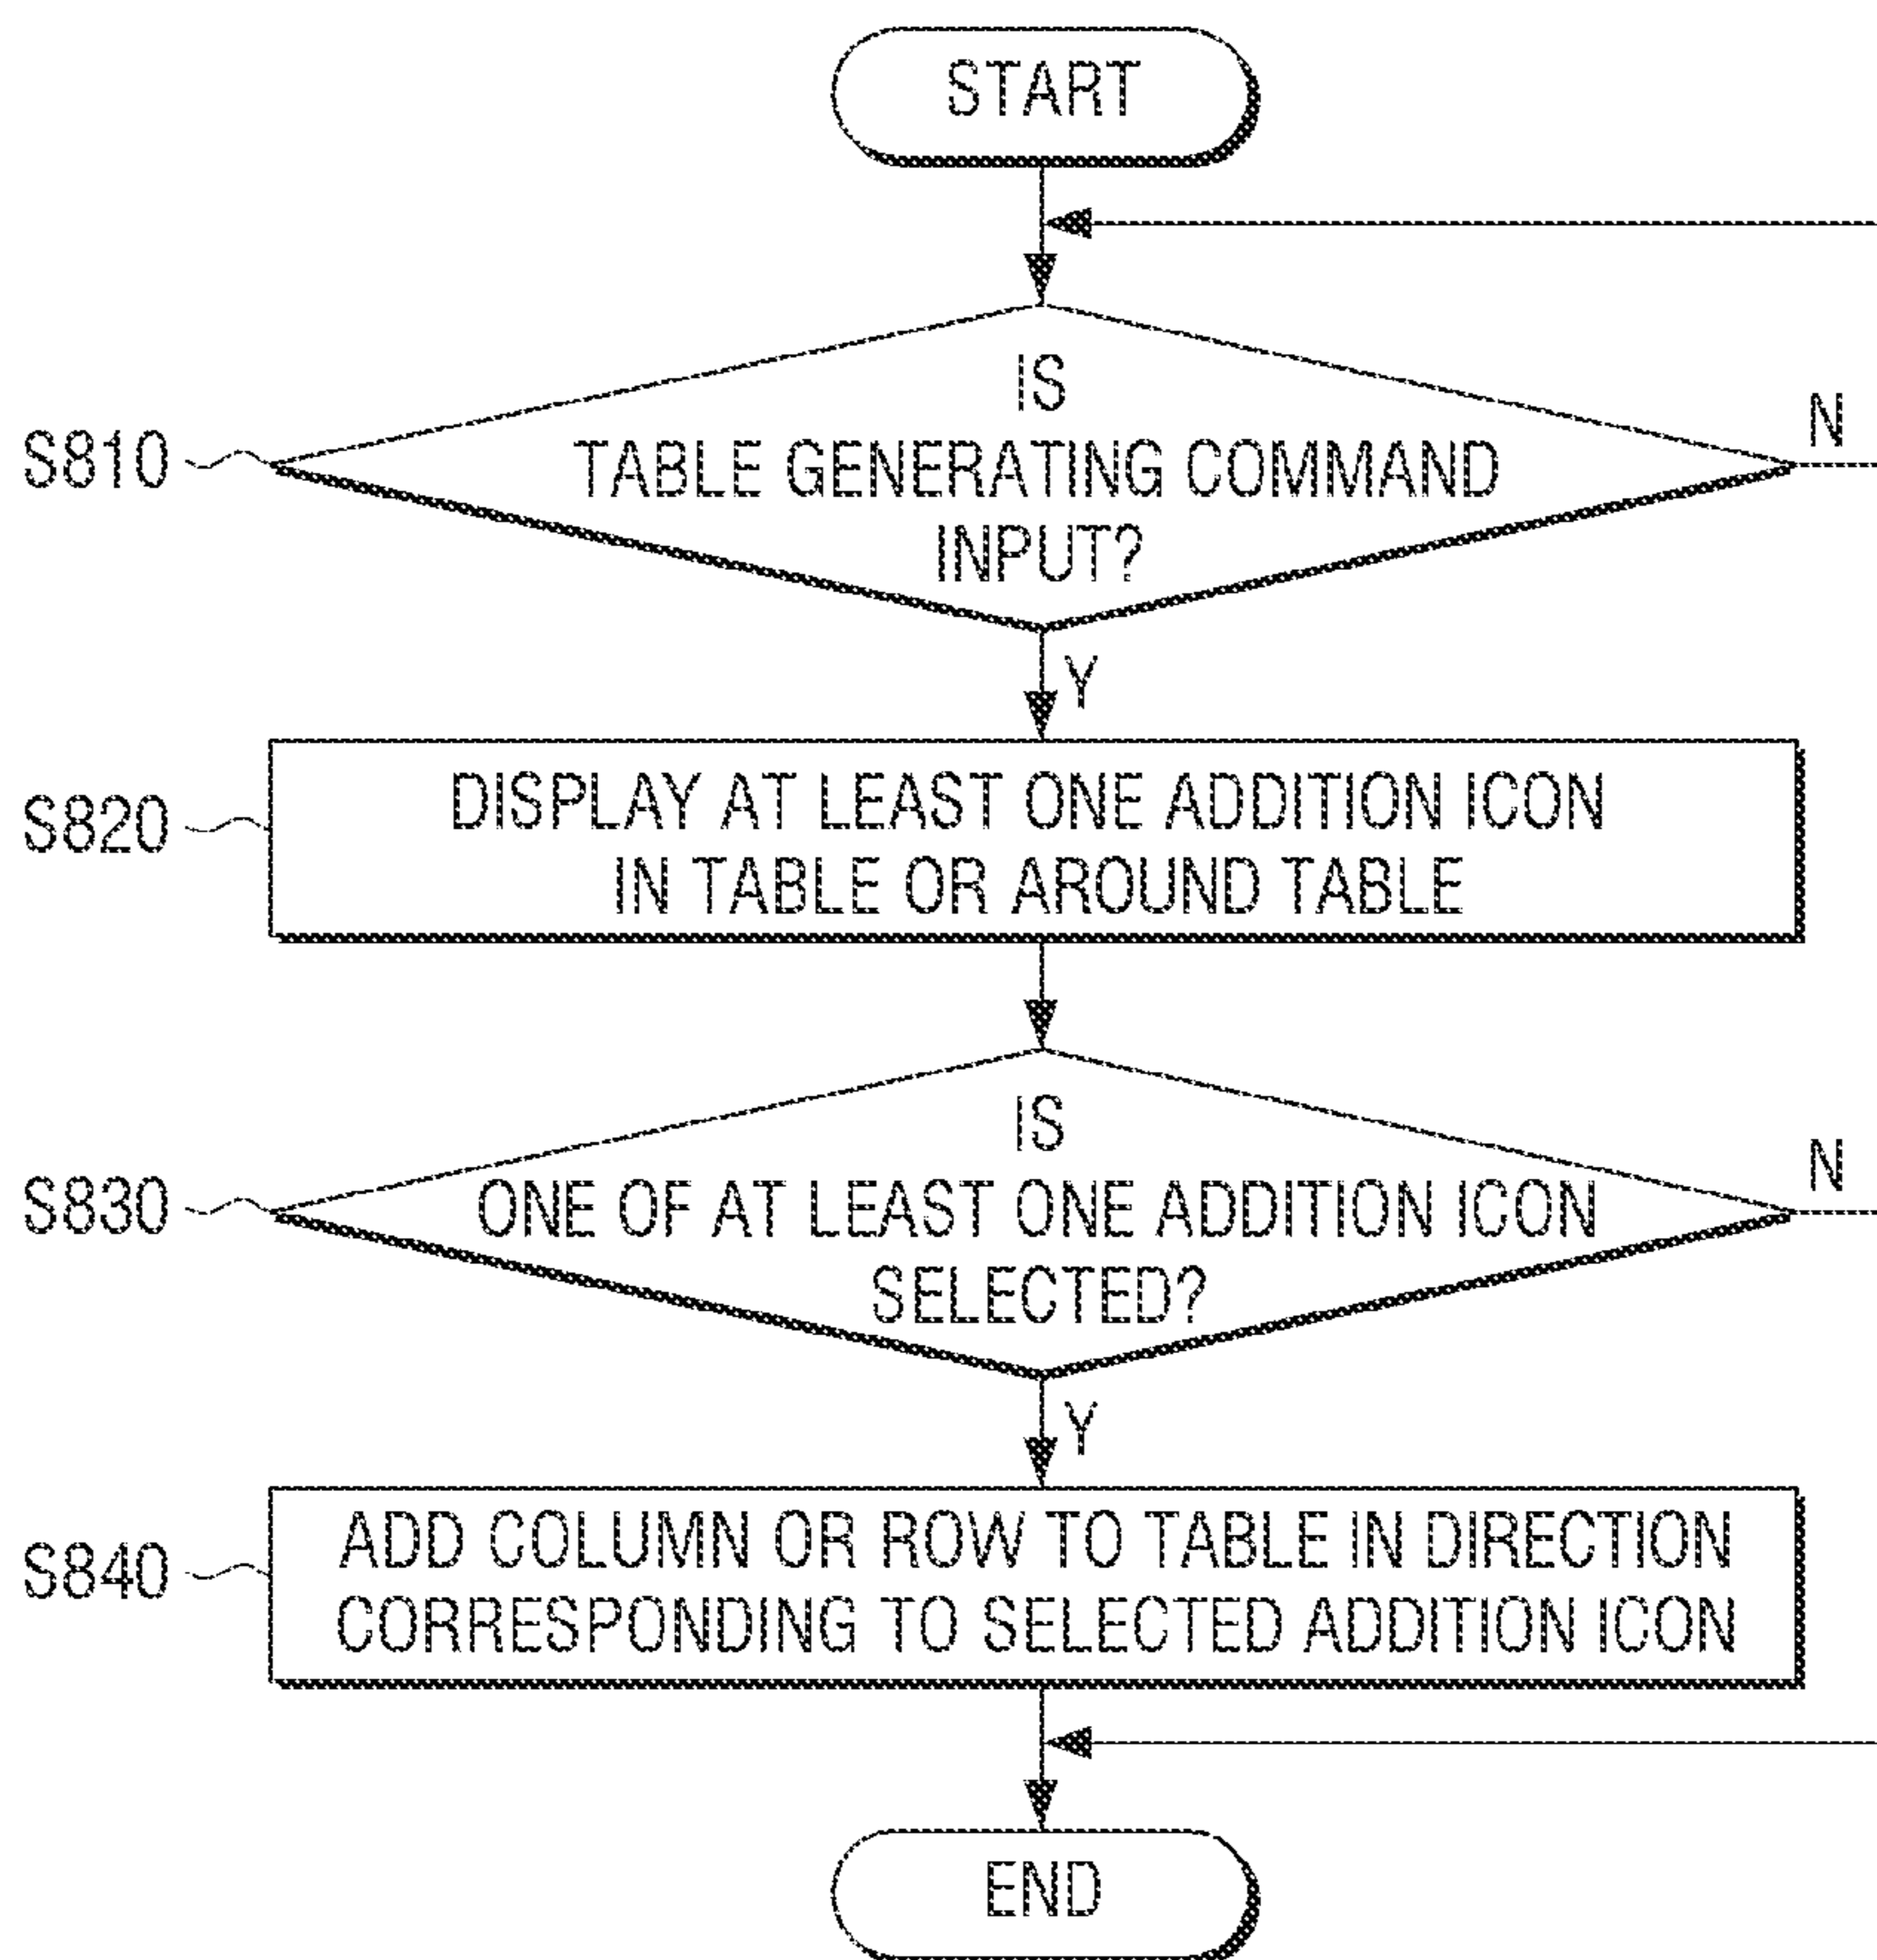 START
IS
TABLE GENERATING COMMAND
INPUT?
N
S810
Y
DISPLAY AT LEAST ONE ADDITION ICON
IN TABLE OR AROUND TABLE
S820
IS
ONE OF AT LEAST ONE ADDITION ICON
SELECTED?
N
S830
Y
ADD COLUMN OR ROW TO TABLE IN DIRECTION
CORRESPONDING TO SELECTED ADDITION ICON
S840
END